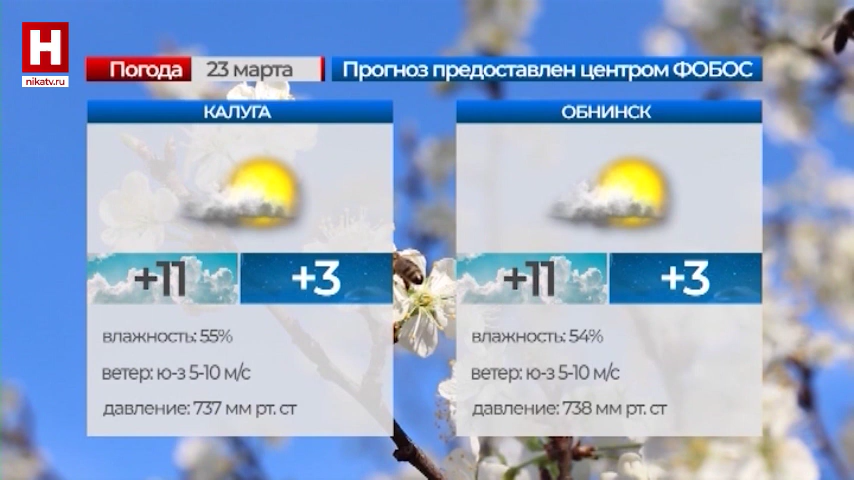 Н
nikatv.ru
Погода 23 марта Прогноз предоставлен центром ФОБОС
КАЛУГА
+11 +3
влажность: 55%
ветер: ю-з 5-10 м/с
давление: 737 мм рт. ст
ОБНИНСК
+11 +3
влажность: 54%
ветер: ю-з 5-10 м/с
давление: 738 мм рт. ст